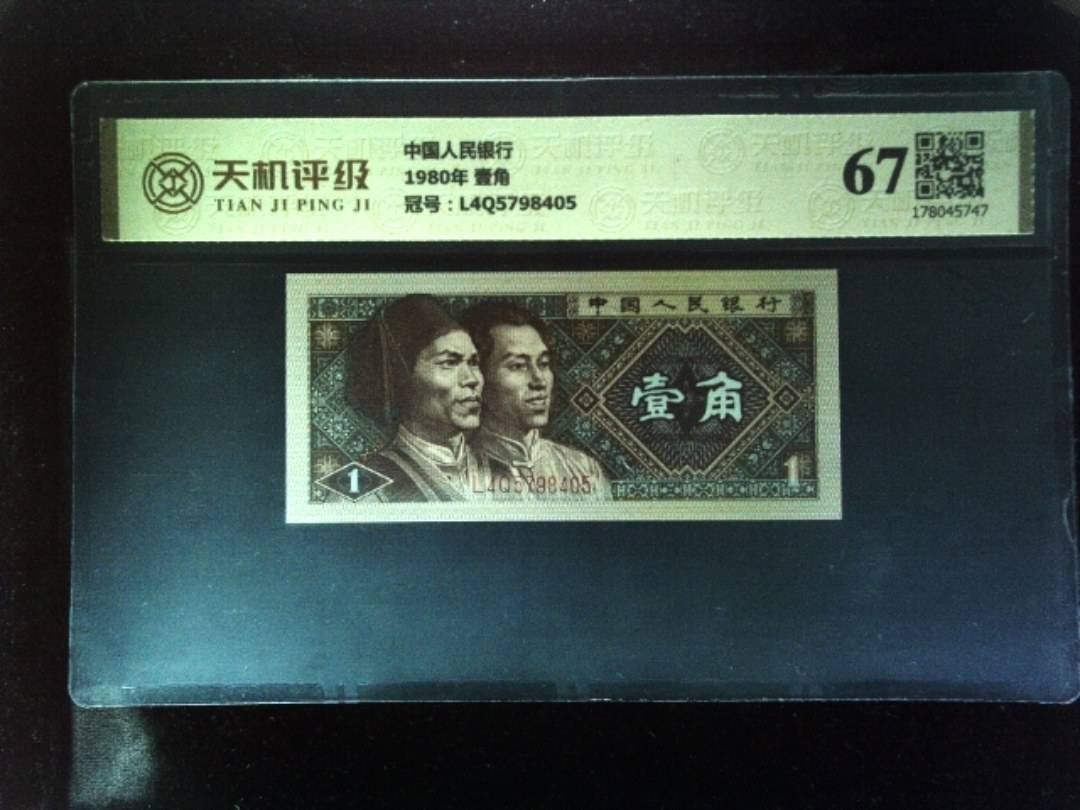 天机评级
TIAN JI PING JI
中国人民银行
1980年 壹角
冠号：L4Q5798405
67
178045747
中国人民银行
壹角
1
L4Q5798405
1